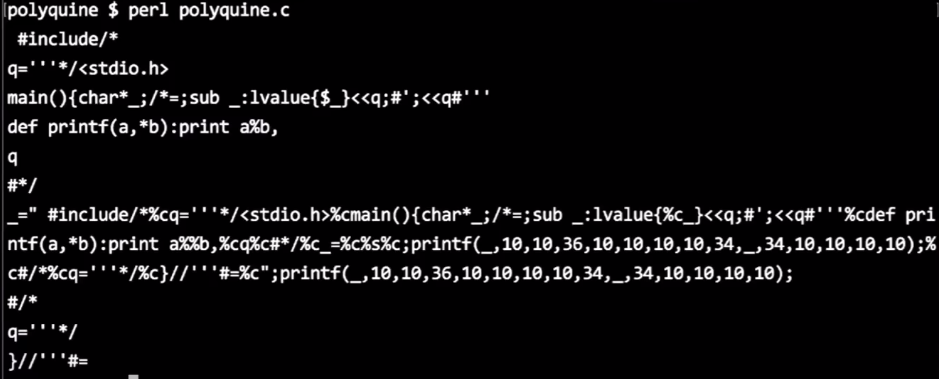 polyquine $ perl polyquine.c
 #include/*
q='''*/<stdio.h>
main(){char*_;/*=;sub _:lvalue{$_}<<q;#';<<q#'''
def printf(a,*b):print a%b,
q
#*/
_=" #include/*%cq='''*/<stdio.h>%cmain(){char*_;/*=;sub _:lvalue{%c_}<<q;#';<<q#'''%cdef pri
ntf(a,*b):print a%%b,%cq%c#*/%c_=%c%s%c;printf(_,10,10,36,10,10,10,10,34,_,34,10,10,10,10);%
c#/*%cq='''*/%c}//'''#=%c";printf(_,10,10,36,10,10,10,10,34,_,34,10,10,10,10);
#/*
q='''*/
}//'''#=